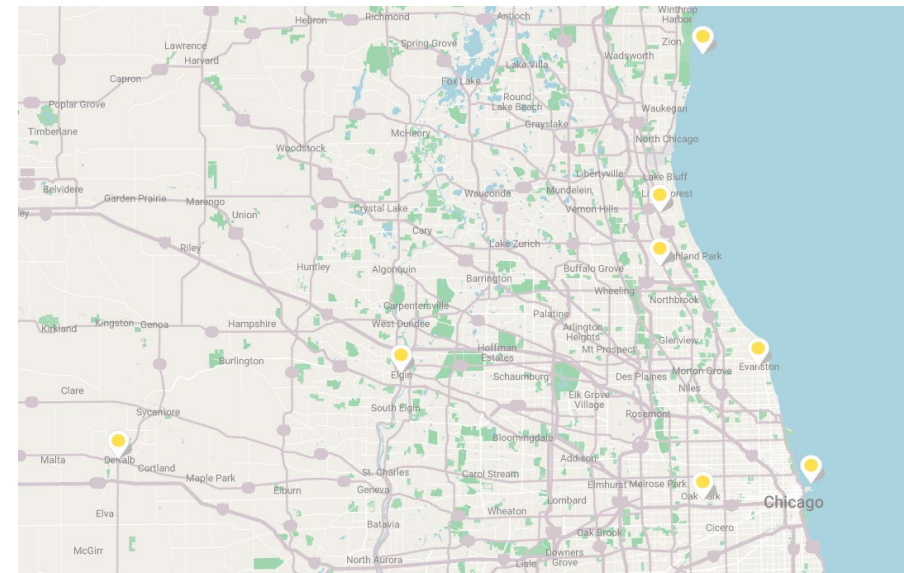 Winthrop
Harbor
Hebron
Richmond
Antioch
Zion
Lawrence
Spring Grove
Harvard
Wadsworth
Lake Villa
Capron
Fox Lake
Round
Lake Beach
Poplar Grove
Waukegan
Timberlane
McHenry
Grayslake
North Chicago
Woodstock
Libertyville
Lake Bluff
Belvidere
Garden Prairie
Marengo
Wauconda
Mundelein
Crystal Lake
Vernon Hills
Union
Cary
Riley
Lake Zurich
Huntley
Algonquin
Barrington
Buffalo Grove
Wheeling
Northbrook
Carpentersville
Palatine
Kirkland
Kingston
Genoa
Hampshire
West Dundee
Arlington
Heights
Glenview
Hoffman
Estates
Mt Prospect
Burlington
Elgin
Schaumburg
Des Plaines
Morton Grove
Evanston
Niles
Clare
Elk Grove
Village
Sycamore
South Elgin
Rosemont
Bloomingdale
Malta
DeKalb
Cortland
Addison
St. Charles
Carol Stream
Maple Park
Elburn
Geneva
Elmhurst
Melrose Park
Oak Park
Lombard
Chicago
Elva
Wheaton
Batavia
Cicero
Oak Brook
McGirr
North Aurora
Downers
Grove
Lisle